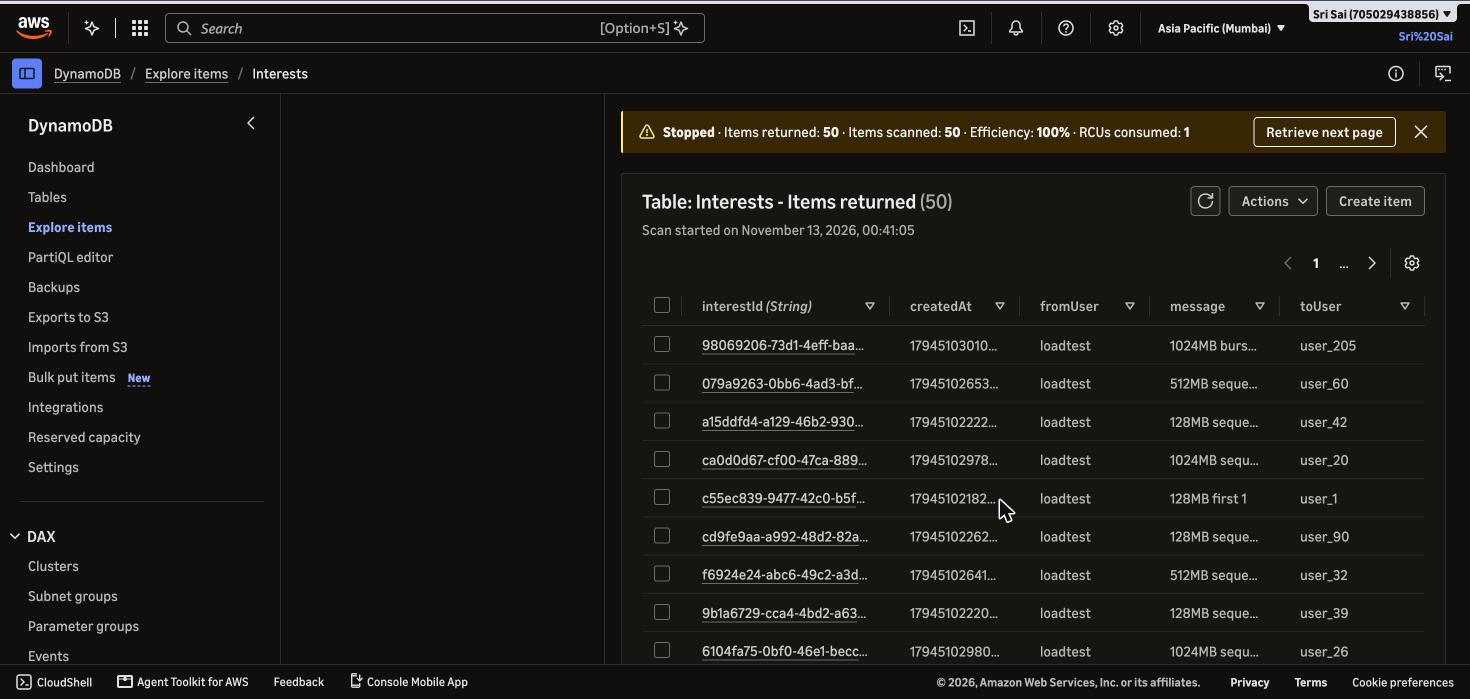 aws
Search [Option+S]
Asia Pacific (Mumbai)
Sri Sai (705029438856)
Sri%20Sai
DynamoDB / Explore items / Interests
DynamoDB
Dashboard
Tables
Explore items
PartiQL editor
Backups
Exports to S3
Imports from S3
Bulk put items New
Integrations
Reserved capacity
Settings
DAX
Clusters
Subnet groups
Parameter groups
Events
Stopped · Items returned: 50 · Items scanned: 50 · Efficiency: 100% · RCUs consumed: 1
Retrieve next page
Table: Interests - Items returned (50)
Actions
Create item
Scan started on November 13, 2026, 00:41:05
1 ...
interestId (String) createdAt fromUser message toUser
98069206-73d1-4eff-baa... 17945103010... loadtest 1024MB burs... user_205
079a9263-0bb6-4ad3-bf... 17945102653... loadtest 512MB seque... user_60
a15ddfd4-a129-46b2-930... 17945102222... loadtest 128MB seque... user_42
ca0d0d67-cf00-47ca-889... 17945102978... loadtest 1024MB sequ... user_20
c55ec839-9477-42c0-b5f... 17945102182... loadtest 128MB first 1 user_1
cd9fe9aa-a992-48d2-82a... 17945102262... loadtest 128MB seque... user_90
f6924e24-abc6-49c2-a3d... 17945102641... loadtest 512MB seque... user_32
9b1a6729-cca4-4bd2-a63... 17945102220... loadtest 128MB seque... user_39
6104fa75-0bf0-46e1-becc... 17945102980... loadtest 1024MB sequ... user_26
CloudShell Agent Toolkit for AWS Feedback Console Mobile App
© 2026, Amazon Web Services, Inc. or its affiliates. Privacy Terms Cookie preferences